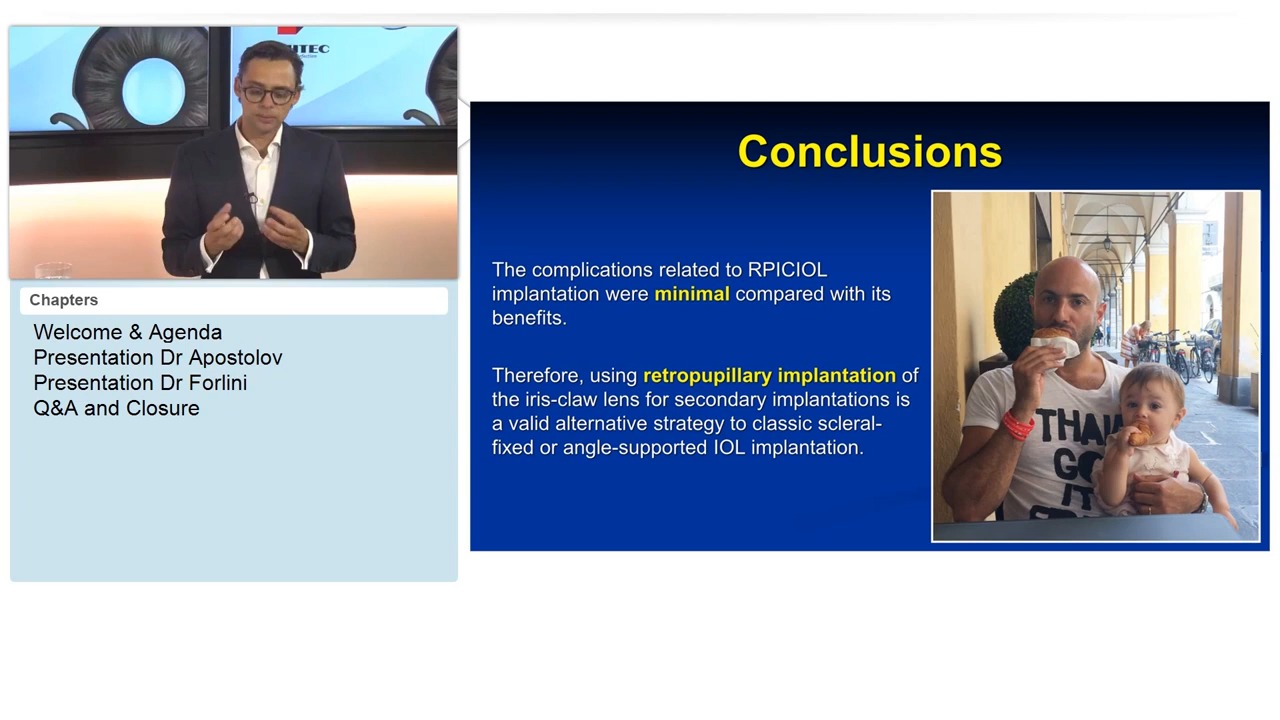 Chapters
Welcome & Agenda
Presentation Dr Apostolov
Presentation Dr Forlini
Q&A and Closure
Conclusions
The complications related to RPICIOL
implantation were minimal compared with its
benefits.
Therefore, using retropupillary implantation of
the iris-claw lens for secondary implantations is
a valid alternative strategy to classic scleral-
fixed or angle-supported IOL implantation.